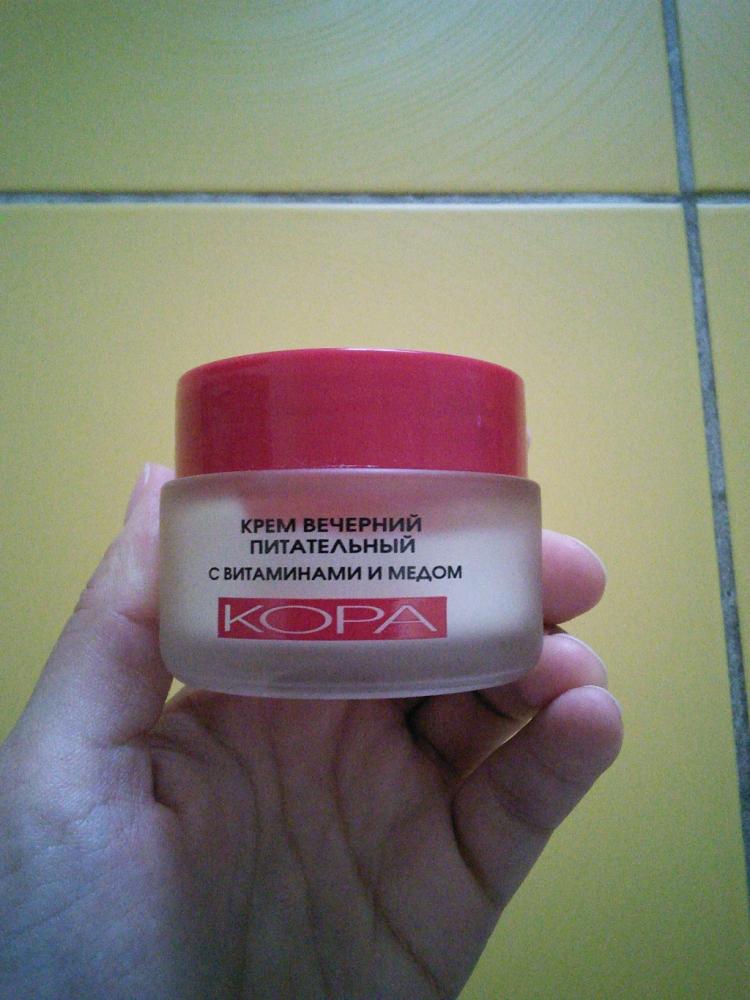 КРЕМ ВЕЧЕРНИЙ
ПИТАТЕЛЬНЫЙ
С ВИТАМИНАМИ И МЕДОМ
КОРА